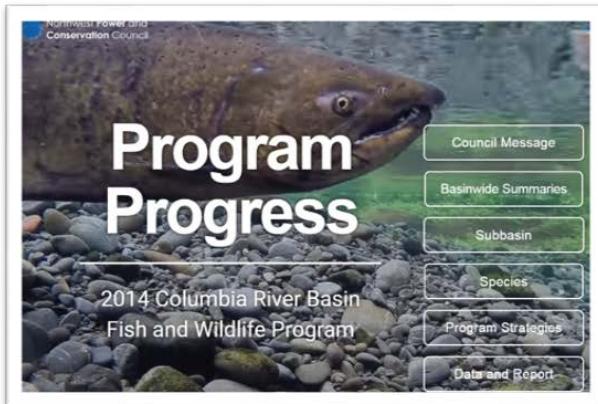 Northwest Power and
Conservation Council
Program
Progress
2014 Columbia River Basin
Fish and Wildlife Program
Council Message
Basinwide Summaries
Subbasin
Species
Program Strategies
Data and Report